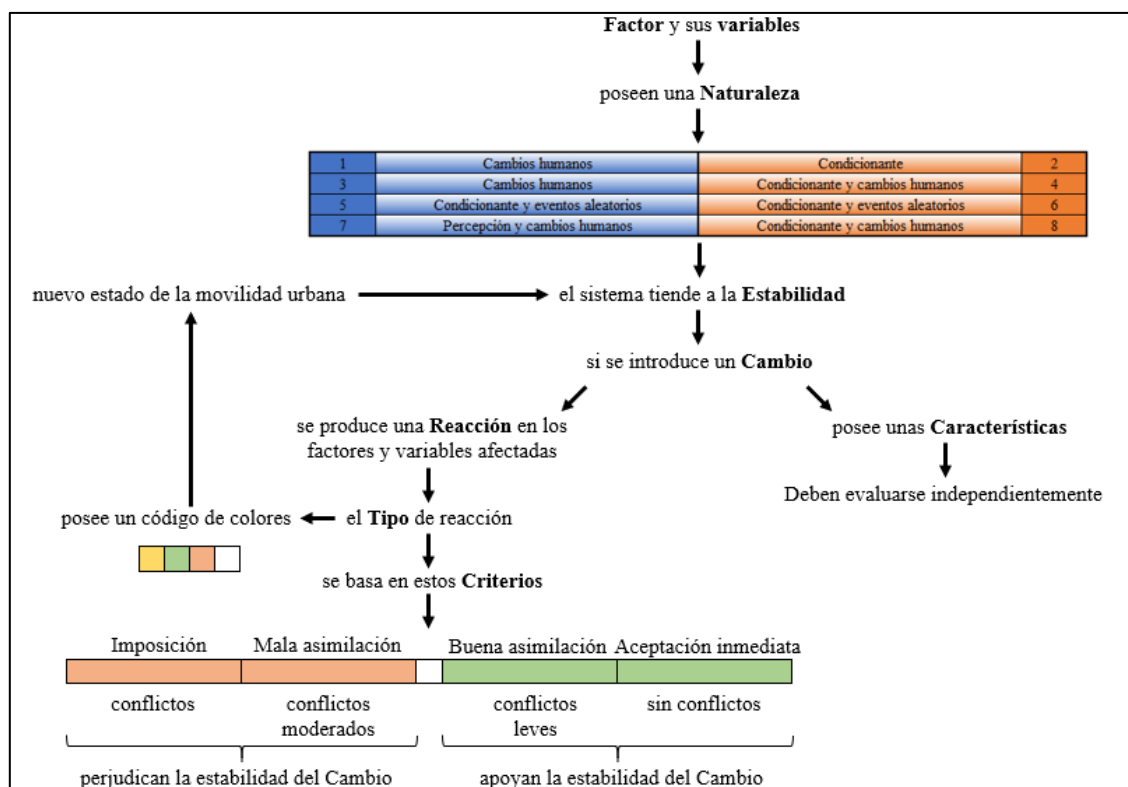 Factor y sus variables
poseen una Naturaleza
1 Cambios humanos Condicionante 2
3 Cambios humanos Condicionante y cambios humanos 4
5 Condicionante y eventos aleatorios Condicionante y eventos aleatorios 6
7 Percepción y cambios humanos Condicionante y cambios humanos 8
nuevo estado de la movilidad urbana
el sistema tiende a la Estabilidad
si se introduce un Cambio
se produce una Reacción en los
factores y variables afectadas
posee unas Características
Deben evaluarse independientemente
posee un código de colores
el Tipo de reacción
se basa en estos Criterios
Imposición Mala asimilación Buena asimilación Aceptación inmediata
conflictos
conflictos
moderados
conflictos
leves
sin conflictos
perjudican la estabilidad del Cambio
apoyan la estabilidad del Cambio